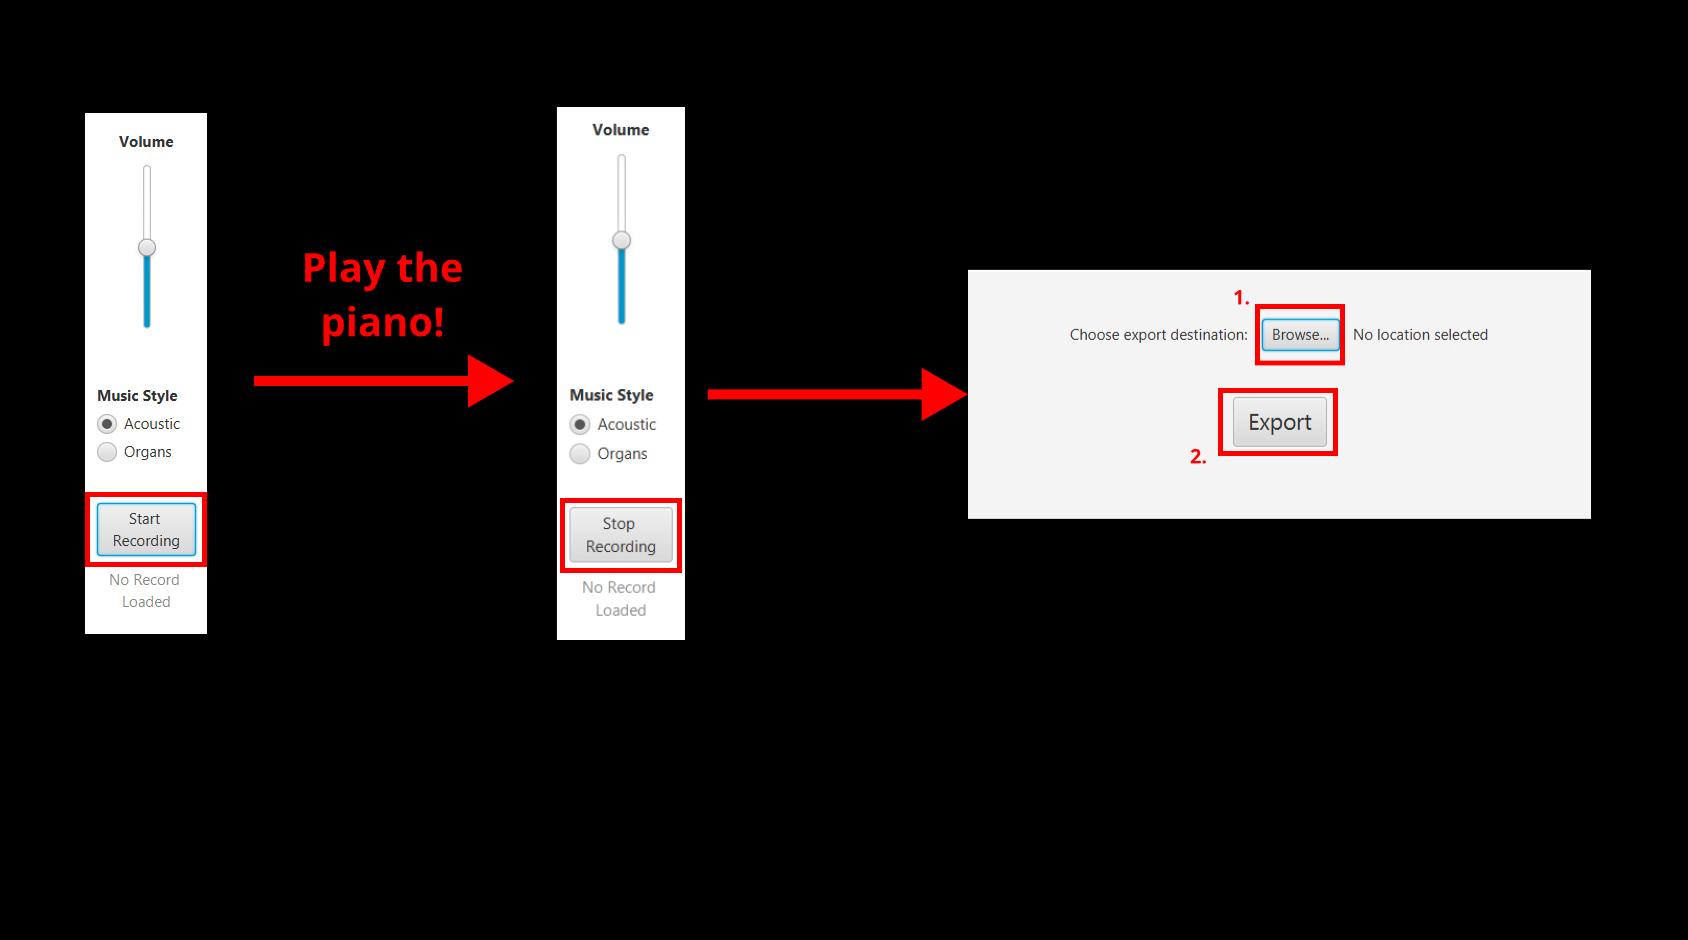 Volume
Music Style
Acoustic
Organs
Start
Recording
No Record
Loaded
Play the
piano!
Volume
Music Style
Acoustic
Organs
Stop
Recording
No Record
Loaded
1.
Choose export destination: Browse... No location selected
Export
2.